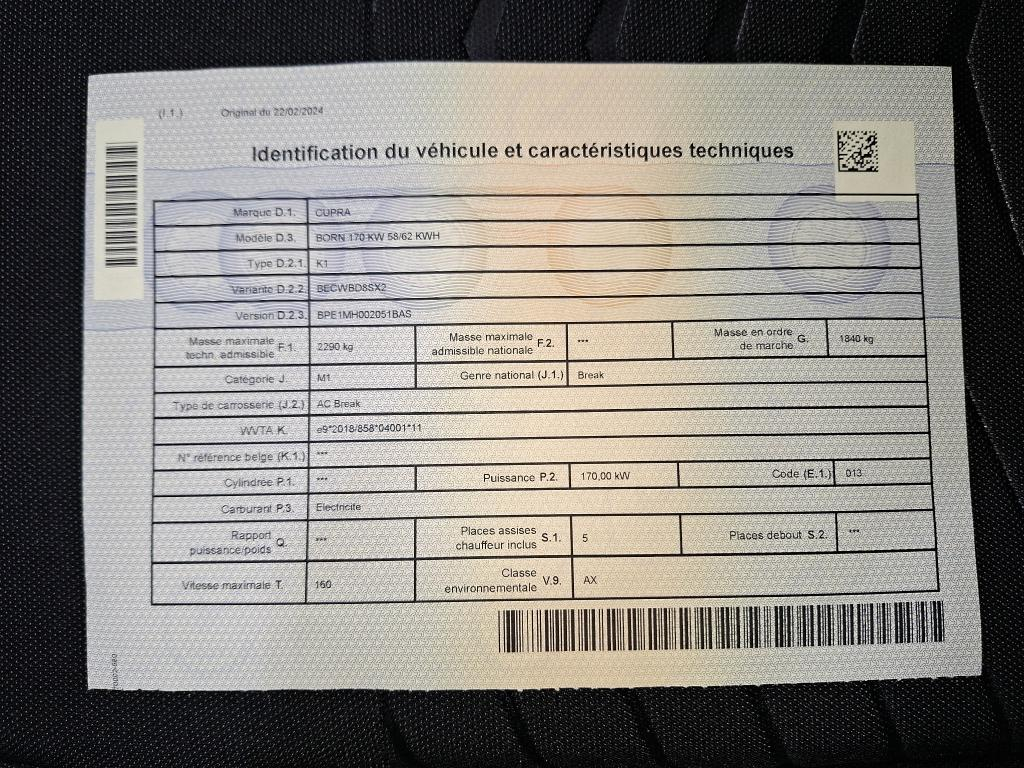 (I.1.) Original du 22/02/2024
Identification du véhicule et caractéristiques techniques
Marque D.1. CUPRA
Modèle D.3. BORN 170 KW 58/62 KWH
Type D.2.1. K1
Variante D.2.2. BECWBD8SX2
Version D.2.3. BPE1MH002051BAS
Masse maximale techn. admissible F.1. 2290 kg Masse maximale admissible nationale F.2. *** Masse en ordre de marche G. 1840 kg
Catégorie J. M1 Genre national (J.1.) Break
Type de carrosserie (J.2.) AC Break
WVTA K. e9*2018/858*04001*11
N° référence belge (K.1.) ***
Cylindrée P.1. *** Puissance P.2. 170,00 kW Code (E.1.) 013
Carburant P.3. Electricité
Rapport puissance/poids Q. *** Places assises chauffeur inclus S.1. 5 Places debout S.2. ***
Vitesse maximale T. 160 Classe environnementale V.9. AX